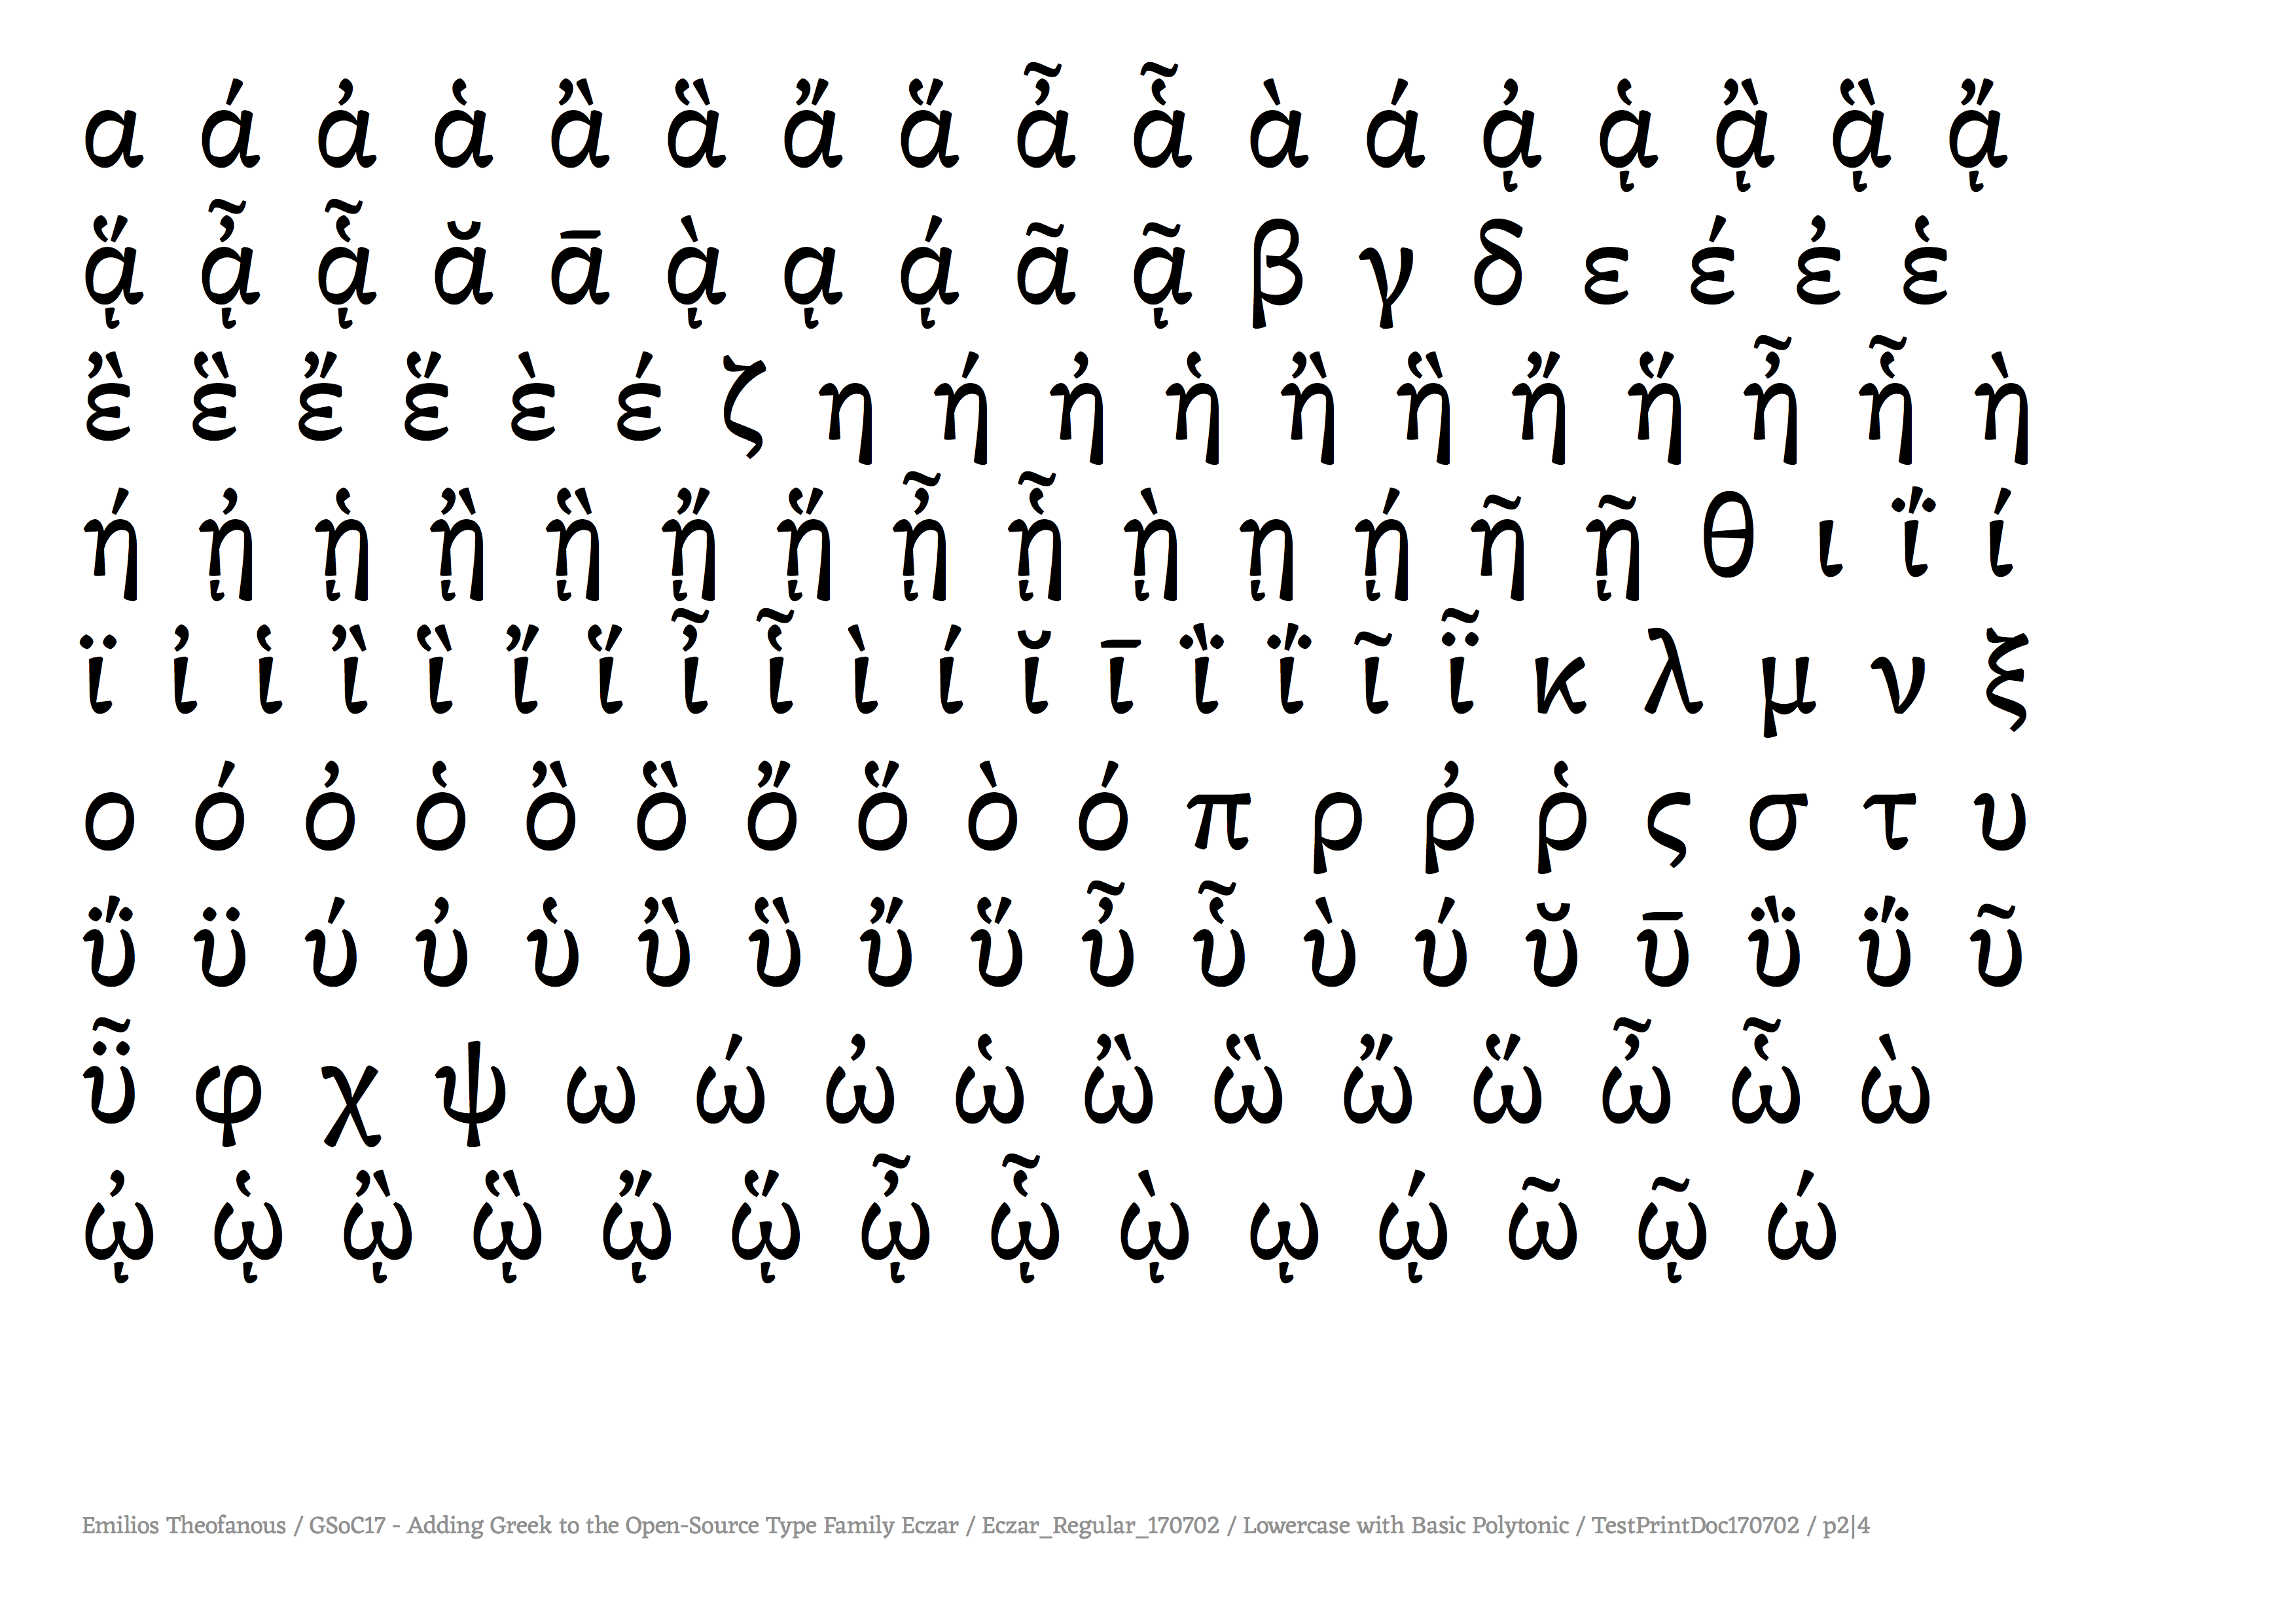 α ά ἀ ἁ ἂ ἃ ἄ ἅ ἆ ἇ ὰ ά ᾀ ᾁ ᾂ ᾃ ᾄ
ᾅ ᾆ ᾇ ᾰ ᾱ ᾲ ᾳ ᾴ ᾶ ᾷ β γ δ ε έ ἐ ἑ
ἒ ἓ ἔ ἕ ὲ έ ζ η ή ἠ ἡ ἢ ἣ ἤ ἥ ἦ ἧ ὴ
ή ᾐ ᾑ ᾒ ᾓ ᾔ ᾕ ᾖ ᾗ ῂ ῃ ῄ ῆ ῇ θ ι ΐ ί
ϊ ἰ ἱ ἲ ἳ ἴ ἵ ἶ ἷ ὶ ί ῐ ῑ ῒ ΐ ῖ ῗ κ λ μ ν ξ
ο ό ὀ ὁ ὂ ὃ ὄ ὅ ὸ ό π ρ ῤ ῥ ς σ τ υ
ΰ ϋ ύ ὐ ὑ ὒ ὓ ὔ ὕ ὖ ὗ ὺ ύ ῠ ῡ ῢ ΰ ῦ
ῧ φ χ ψ ω ώ ὠ ὡ ὢ ὣ ὤ ὥ ὦ ὧ ὼ
ᾠ ᾡ ᾢ ᾣ ᾤ ᾥ ᾦ ᾧ ῲ ῳ ῴ ῶ ῷ ώ
Emilios Theofanous / GSoC17 - Adding Greek to the Open-Source Type Family Eczar / Eczar_Regular_170702 / Lowercase with Basic Polytonic / TestPrintDoc170702 / p2|4